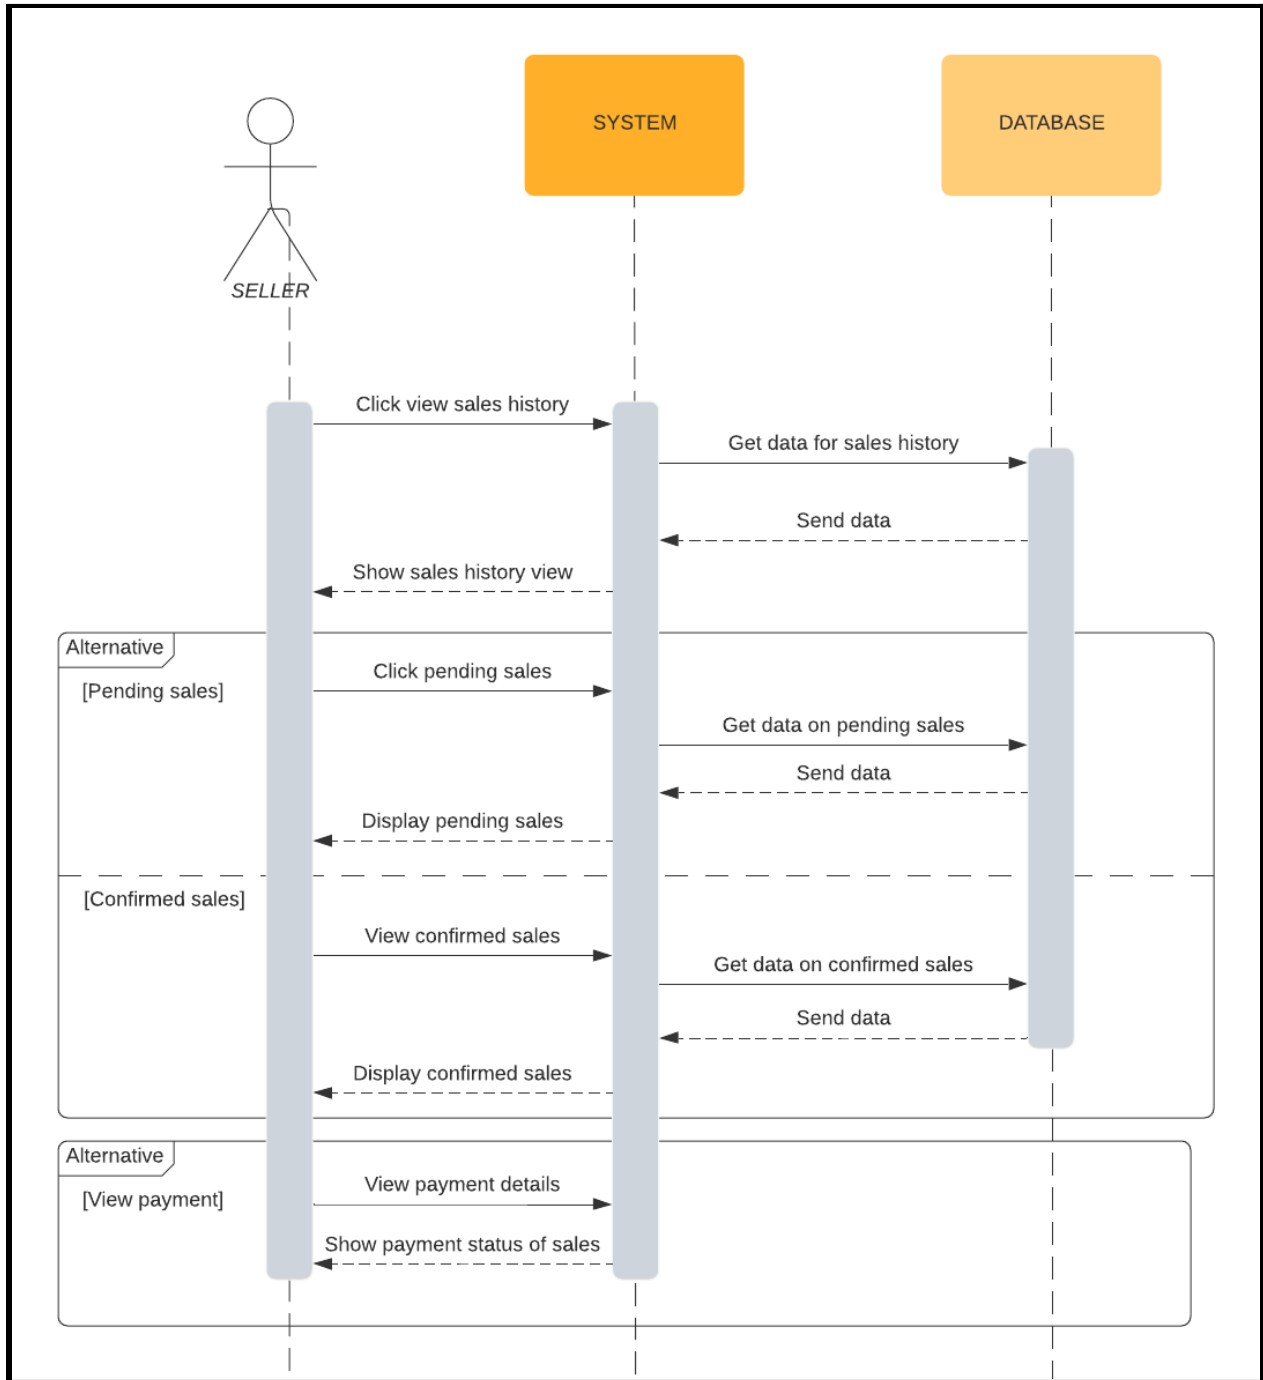 SYSTEM
DATABASE
SELLER
Click view sales history
Get data for sales history
Send data
Show sales history view
Alternative
Click pending sales
[Pending sales]
Get data on pending sales
Send data
Display pending sales
[Confirmed sales]
View confirmed sales
Get data on confirmed sales
Send data
Display confirmed sales
Alternative
View payment details
[View payment]
Show payment status of sales